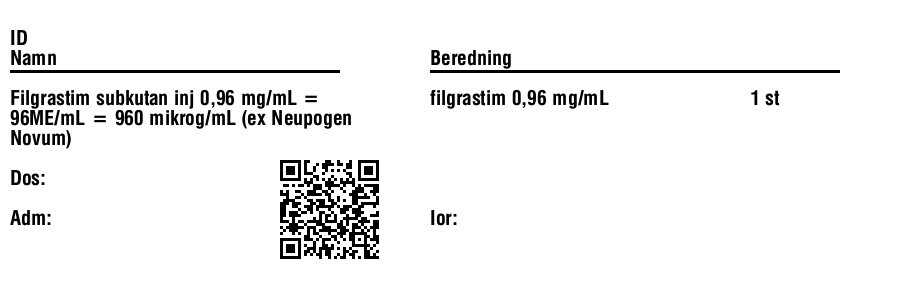 ID
Namn
Beredning
Filgrastim subkutan inj 0,96 mg/mL =
96ME/mL = 960 mikrog/mL (ex Neupogen
Novum)
filgrastim 0,96 mg/mL 1 st
Dos:
Adm:
Ior: